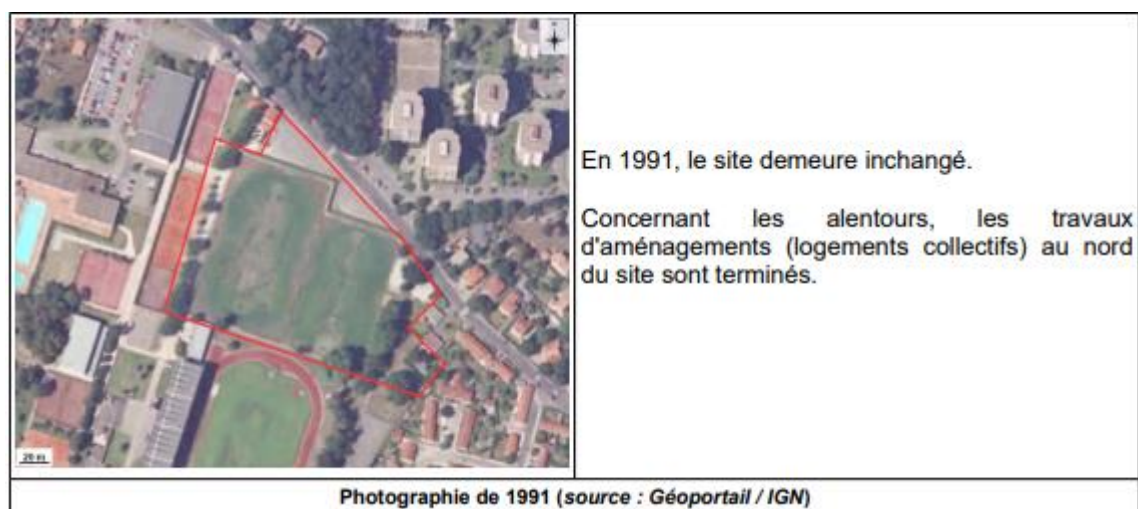 En 1991, le site demeure inchangé.
Concernant les alentours, les travaux
d'aménagements (logements collectifs) au nord
du site sont terminés.
20 m
Photographie de 1991 (source : Géoportail / IGN)